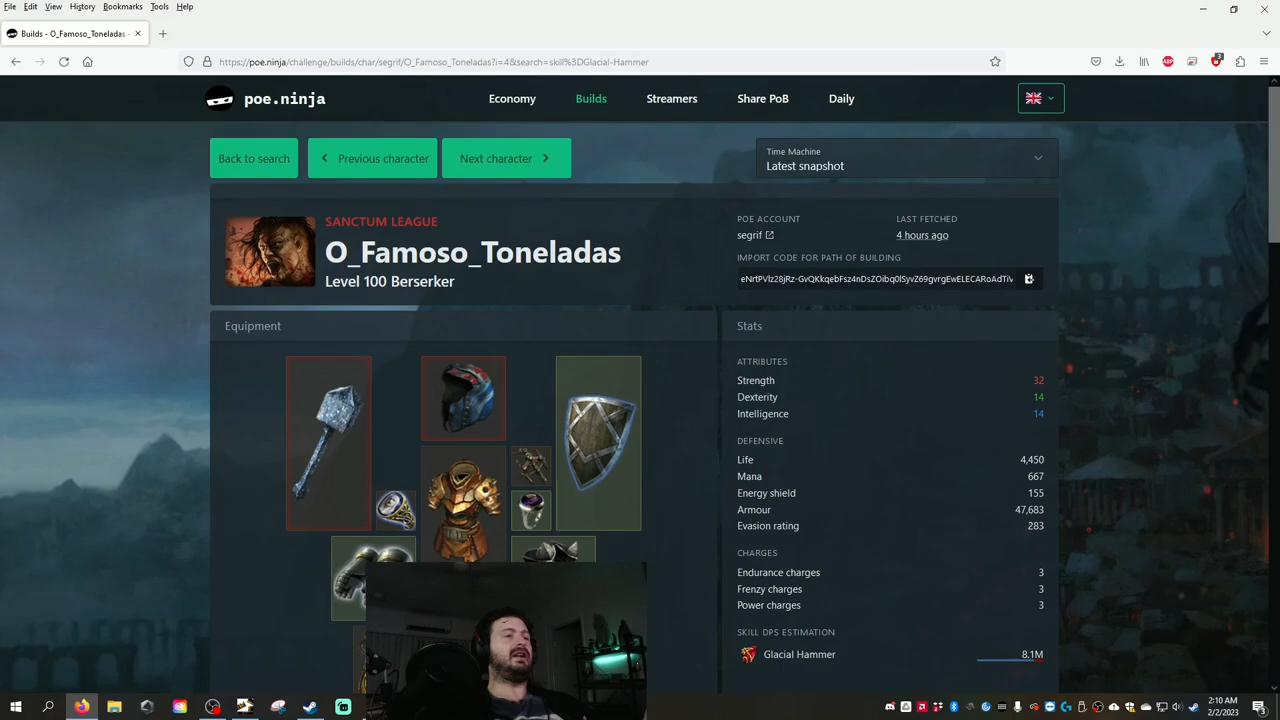 File Edit View History Bookmarks Tools Help
Builds - O_Famoso_Toneladas -
https://poe.ninja/challenge/builds/char/segrif/O_Famoso_Toneladas?i=4&search=skill%3DGlacial-Hammer
ABP
3
poe.ninja
Economy
Builds
Streamers
Share PoB
Daily
Back to search
Previous character
Next character
Time Machine
Latest snapshot
SANCTUM LEAGUE
O_Famoso_Toneladas
Level 100 Berserker
POE ACCOUNT
segrif
LAST FETCHED
4 hours ago
IMPORT CODE FOR PATH OF BUILDING
Equipment
Stats
ATTRIBUTES
Strength 32
Dexterity 14
Intelligence 14
DEFENSIVE
Life 4,450
Mana 667
Energy shield 155
Armour 47,683
Evasion rating 283
CHARGES
Endurance charges 3
Frenzy charges 3
Power charges 3
SKILL DPS ESTIMATION
Glacial Hammer 8.1M
2:10 AM
2/2/2023